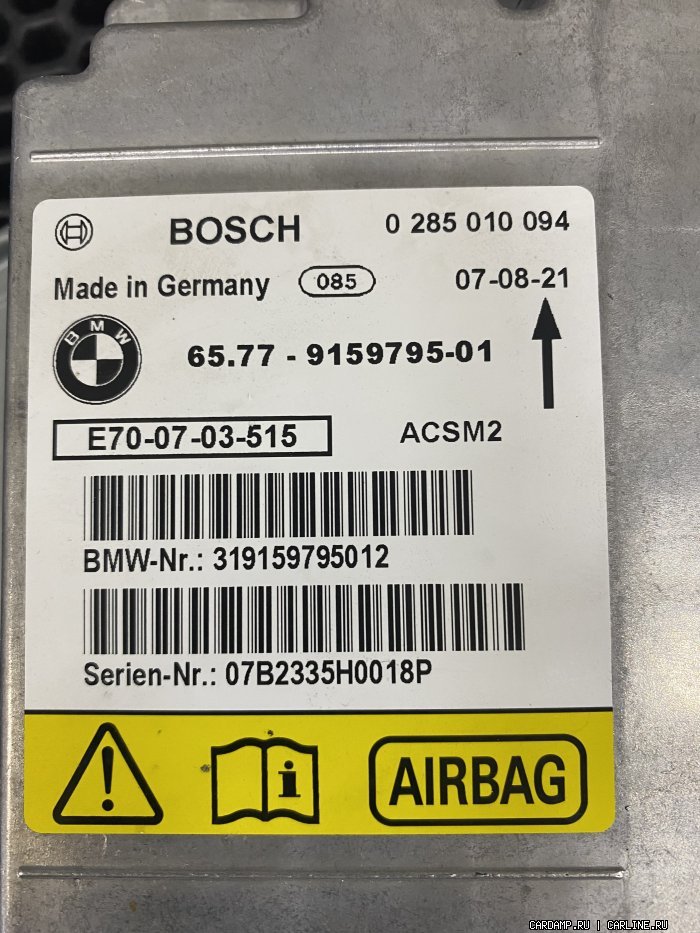 BOSCH 0 285 010 094
Made in Germany 085 07-08-21
BMW
65.77 - 9159795-01
E70-07-03-515 ACSM2
BMW-Nr.: 319159795012
Serien-Nr.: 07B2335H0018P
AIRBAG
CARDAMP.RU | CARLINE.RU